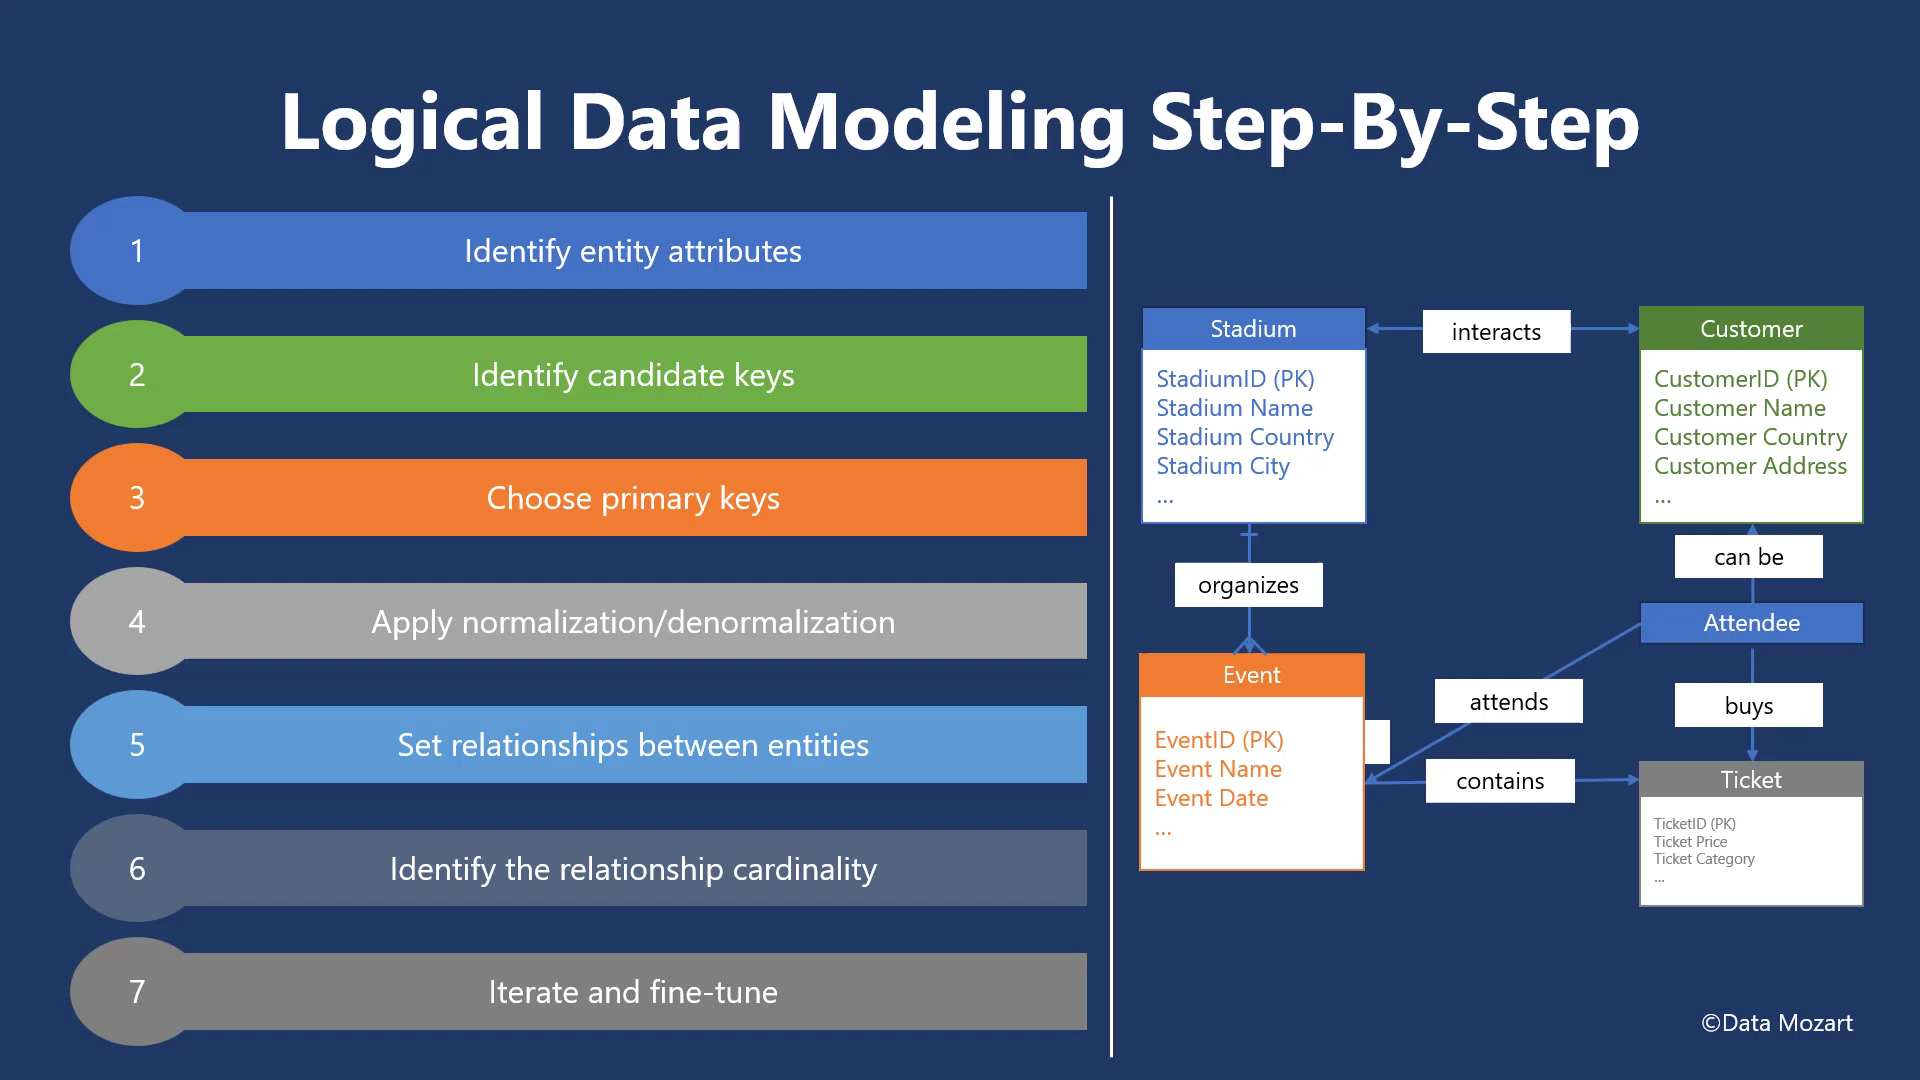 Logical Data Modeling Step-By-Step
1
Identify entity attributes
2
Identify candidate keys
3
Choose primary keys
4
Apply normalization/denormalization
5
Set relationships between entities
6
Identify the relationship cardinality
7
Iterate and fine-tune
Stadium
StadiumID (PK)
Stadium Name
Stadium Country
Stadium City
...
interacts
Customer
CustomerID (PK)
Customer Name
Customer Country
Customer Address
...
organizes
can be
Attendee
Event
EventID (PK)
Event Name
Event Date
...
attends
buys
contains
Ticket
TicketID (PK)
Ticket Price
Ticket Category
...
©Data Mozart